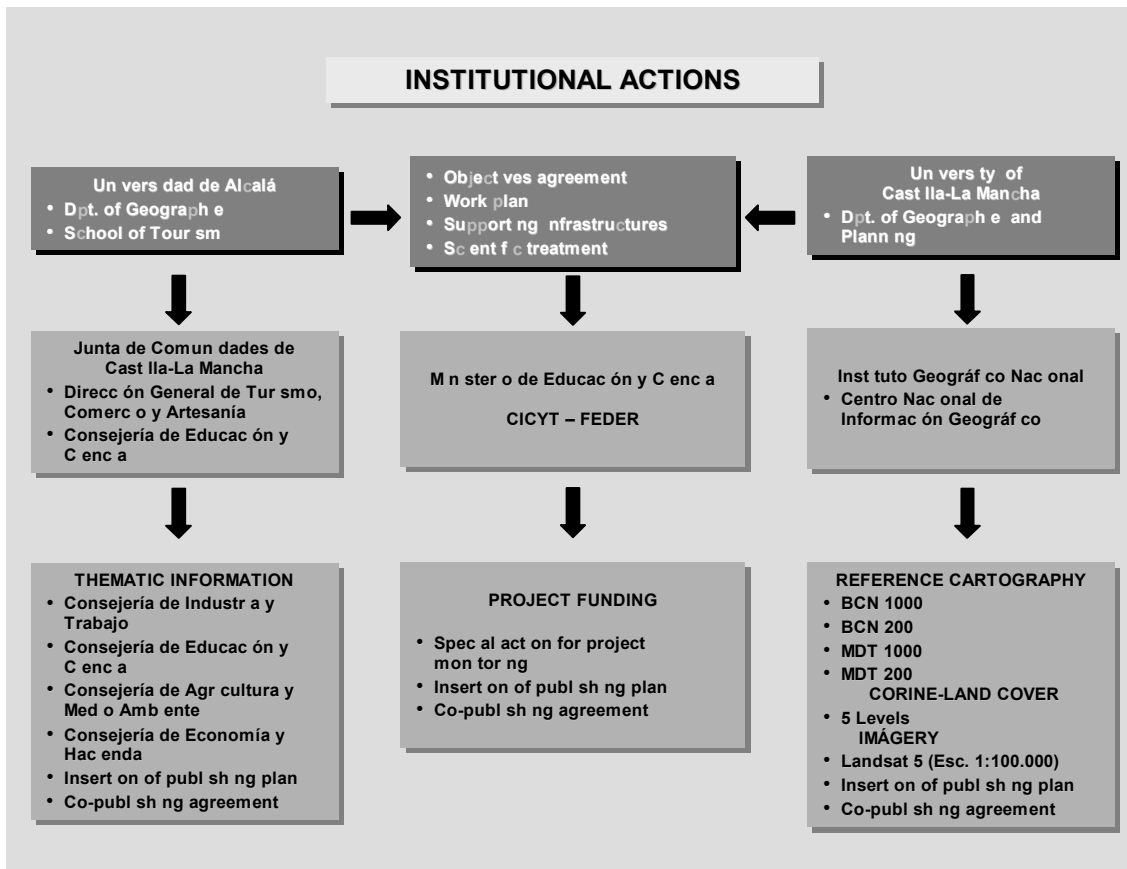 INSTITUTIONAL ACTIONS
Un vers dad de Alcalá
• Dpt. of Geograph e
• School of Tour sm
• Object ves agreement
• Work plan
• Support ng nfrastructures
• Sc ent f c treatment
Un vers ty of
Cast lla-La Mancha
• Dpt. of Geograph e and
Plann ng
Junta de Comun dades de
Cast lla-La Mancha
• Direcc ón General de Tur smo,
Comerc o y Artesanía
• Consejería de Educac ón y
C enc a
M n ster o de Educac ón y C enc a
CICYT – FEDER
Inst tuto Geográf co Nac onal
• Centro Nac onal de
Informac ón Geográf co
THEMATIC INFORMATION
• Consejería de Industr a y
Trabajo
• Consejería de Educac ón y
C enc a
• Consejería de Agr cultura y
Med o Amb ente
• Consejería de Economía y
Hac enda
• Insert on of publ sh ng plan
• Co-publ sh ng agreement
PROJECT FUNDING
• Spec al act on for project
mon tor ng
• Insert on of publ sh ng plan
• Co-publ sh ng agreement
REFERENCE CARTOGRAPHY
• BCN 1000
• BCN 200
• MDT 1000
• MDT 200
CORINE-LAND COVER
• 5 Levels
IMÁGERY
• Landsat 5 (Esc. 1:100.000)
• Insert on of publ sh ng plan
• Co-publ sh ng agreement